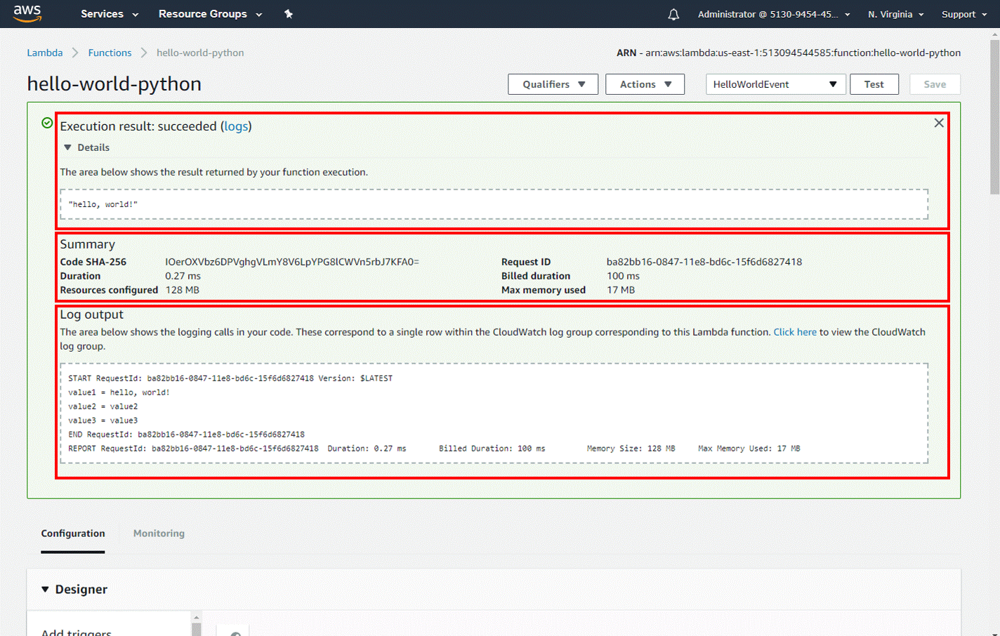 aws Services Resource Groups Administrator @ 5130-9454-45... N. Virginia Support
Lambda Functions hello-world-python ARN - arn:aws:lambda:us-east-1:513094544585:function:hello-world-python
hello-world-python Qualifiers Actions HelloWorldEvent Test Save
Execution result: succeeded (logs)
Details
The area below shows the result returned by your function execution.
"hello, world!"
Summary
Code SHA-256 IOerOXVbz6DPVghgVLmY8V6LpYPG8lCWVn5rbJ7KFA0= Request ID ba82bb16-0847-11e8-bd6c-15f6d6827418
Duration 0.27 ms Billed duration 100 ms
Resources configured 128 MB Max memory used 17 MB
Log output
The area below shows the logging calls in your code. These correspond to a single row within the CloudWatch log group corresponding to this Lambda function. Click here to view the CloudWatch
log group.
START RequestId: ba82bb16-0847-11e8-bd6c-15f6d6827418 Version: $LATEST
value1 = hello, world!
value2 = value2
value3 = value3
END RequestId: ba82bb16-0847-11e8-bd6c-15f6d6827418
REPORT RequestId: ba82bb16-0847-11e8-bd6c-15f6d6827418 Duration: 0.27 ms Billed Duration: 100 ms Memory Size: 128 MB Max Memory Used: 17 MB
Configuration Monitoring
Designer
Add triggers